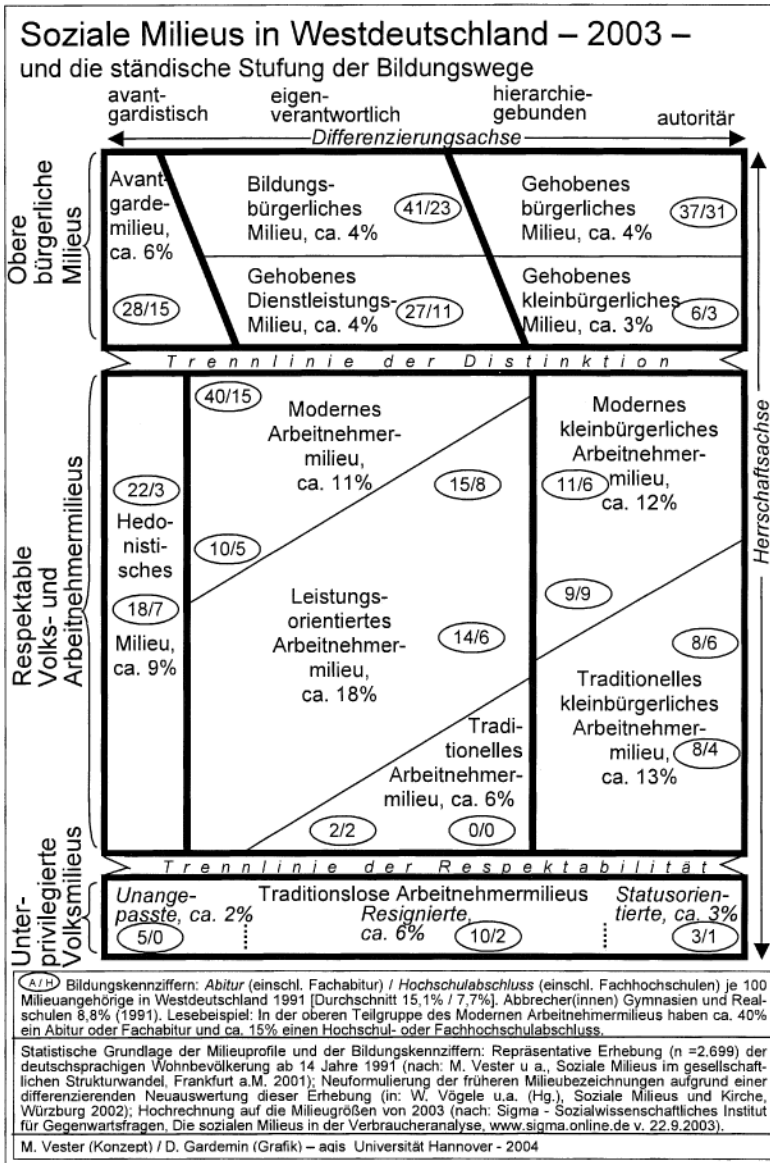 Soziale Milieus in Westdeutschland – 2003 –
und die ständische Stufung der Bildungswege
avant-
gardistisch
eigen-
verantwortlich
hierarchie-
gebunden
autoritär
Differenzierungsachse
Herrschaftsachse
Obere
bürgerliche
Milieus
Avant-
garde-
milieu,
ca. 6%
28/15
Bildungs-
bürgerliches
Milieu, ca. 4%
41/23
Gehobenes
bürgerliches
Milieu, ca. 4%
37/31
Gehobenes
Dienstleistungs-
Milieu, ca. 4%
27/11
Gehobenes
kleinbürgerliches
Milieu, ca. 3%
6/3
Trennlinie der Distinktion
Respektable
Volks- und
Arbeitnehmermilieus
22/3
Hedo-
nisti-
sches
18/7
Milieu,
ca. 9%
40/15
Modernes
Arbeitnehmer-
milieu,
ca. 11%
10/5
15/8
Modernes
kleinbürgerliches
Arbeitnehmer-
milieu,
ca. 12%
11/6
9/9
Leistungs-
orientiertes
Arbeitnehmer-
milieu,
ca. 18%
14/6
8/6
Traditionelles
kleinbürgerliches
Arbeitnehmer-
milieu,
ca. 13%
8/4
Tradi-
tionelles
Arbeitnehmer-
milieu, ca. 6%
2/2
0/0
Trennlinie der Respektabilität
Unter-
privilegierte
Volksmilieus
Traditionslose Arbeitnehmermilieus
Unange-
passte, ca. 2%
5/0
Resignierte,
ca. 6%
10/2
Statusorien-
tierte, ca. 3%
3/1
A / H Bildungskennziffern: Abitur (einschl. Fachabitur) / Hochschulabschluss (einschl. Fachhochschulen) je 100
Milieuangehörige in Westdeutschland 1991 [Durchschnitt 15,1% / 7,7%]. Abbrecher(innen) Gymnasien und Real-
schulen 8,8% (1991). Lesebeispiel: In der oberen Teilgruppe des Modernen Arbeitnehmermilieus haben ca. 40%
ein Abitur oder Fachabitur und ca. 15% einen Hochschul- oder Fachhochschulabschluss.
Statistische Grundlage der Milieuprofile und der Bildungskennziffern: Repräsentative Erhebung (n =2.699) der
deutschsprachigen Wohnbevölkerung ab 14 Jahre 1991 (nach: M. Vester u a., Soziale Milieus im gesellschaft-
lichen Strukturwandel, Frankfurt a.M. 2001); Neuformulierung der früheren Milieubezeichnungen aufgrund einer
differenzierenden Neuauswertung dieser Erhebung (in: W. Vögele u.a. (Hg.), Soziale Milieus und Kirche,
Würzburg 2002); Hochrechnung auf die Milieugrößen von 2003 (nach: Sigma - Sozialwissenschaftliches Institut
für Gegenwartsfragen, Die sozialen Milieus in der Verbraucheranalyse, www.sigma.online.de v. 22.9.2003).
M. Vester (Konzept) / D. Gardemin (Grafik) – agis Universität Hannover - 2004